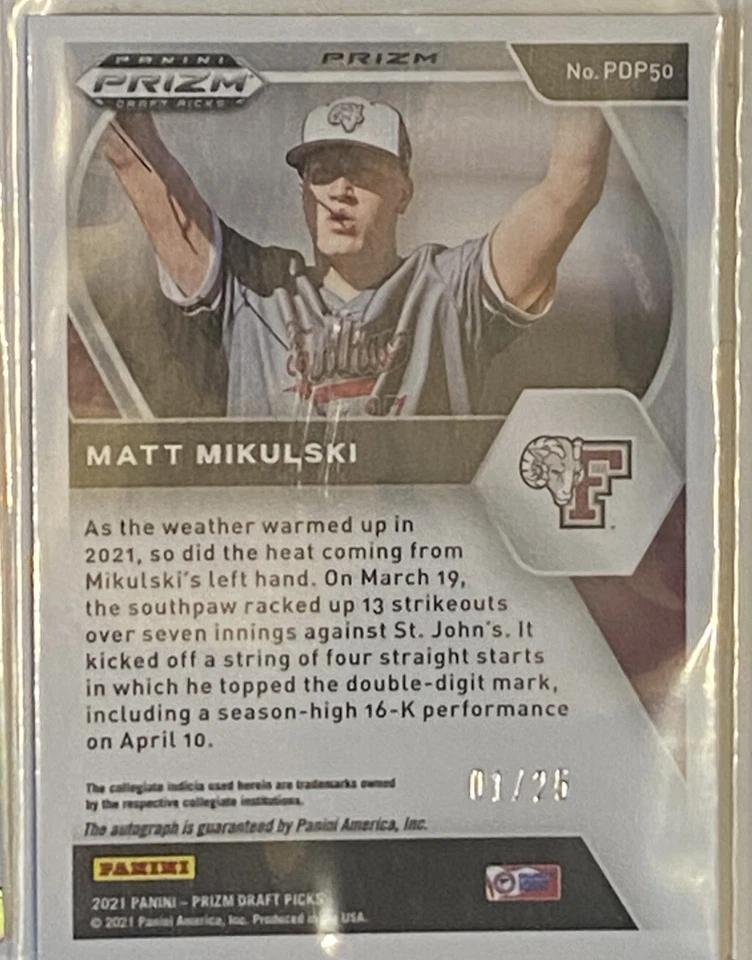 PANINI
PRIZM
DRAFT PICKS
PRIZM
No. PDP50
MATT MIKULSKI
F
As the weather warmed up in
2021, so did the heat coming from
Mikulski's left hand. On March 19,
the southpaw racked up 13 strikeouts
over seven innings against St. John's. It
kicked off a string of four straight starts
in which he topped the double-digit mark,
including a season-high 16-K performance
on April 10.
The collegiate indicia used herein are trademarks owned
by the respective collegiate institutions.
01/25
The autograph is guaranteed by Panini America, Inc.
PANINI
2021 PANINI – PRIZM DRAFT PICKS
© 2021 Panini America, Inc. Produced in the USA.